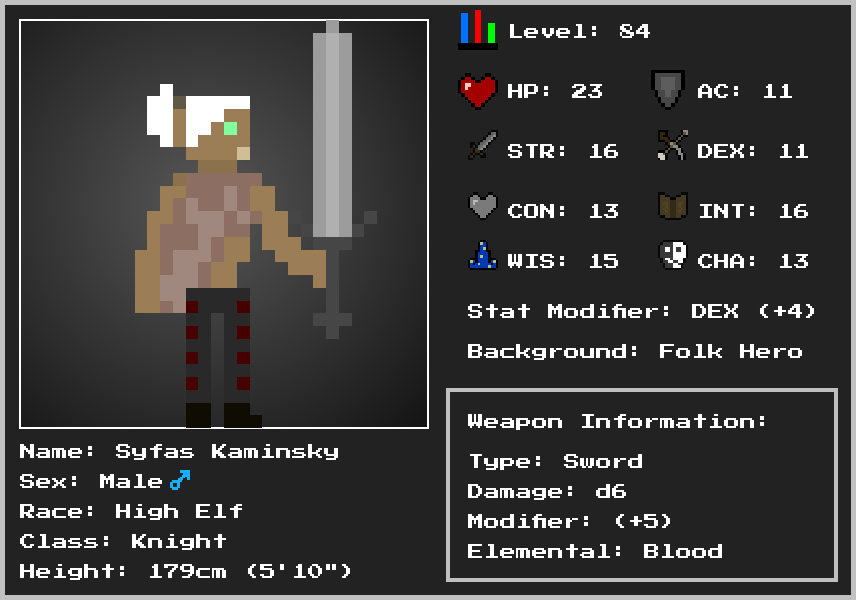 Level: 84
HP: 23
AC: 11
STR: 16
DEX: 11
CON: 13
INT: 16
WIS: 15
CHA: 13
Stat Modifier: DEX (+4)
Background: Folk Hero
Weapon Information:
Type: Sword
Damage: d6
Modifier: (+5)
Elemental: Blood
Name: Syfas Kaminsky
Sex: Male ♂
Race: High Elf
Class: Knight
Height: 179cm (5'10")